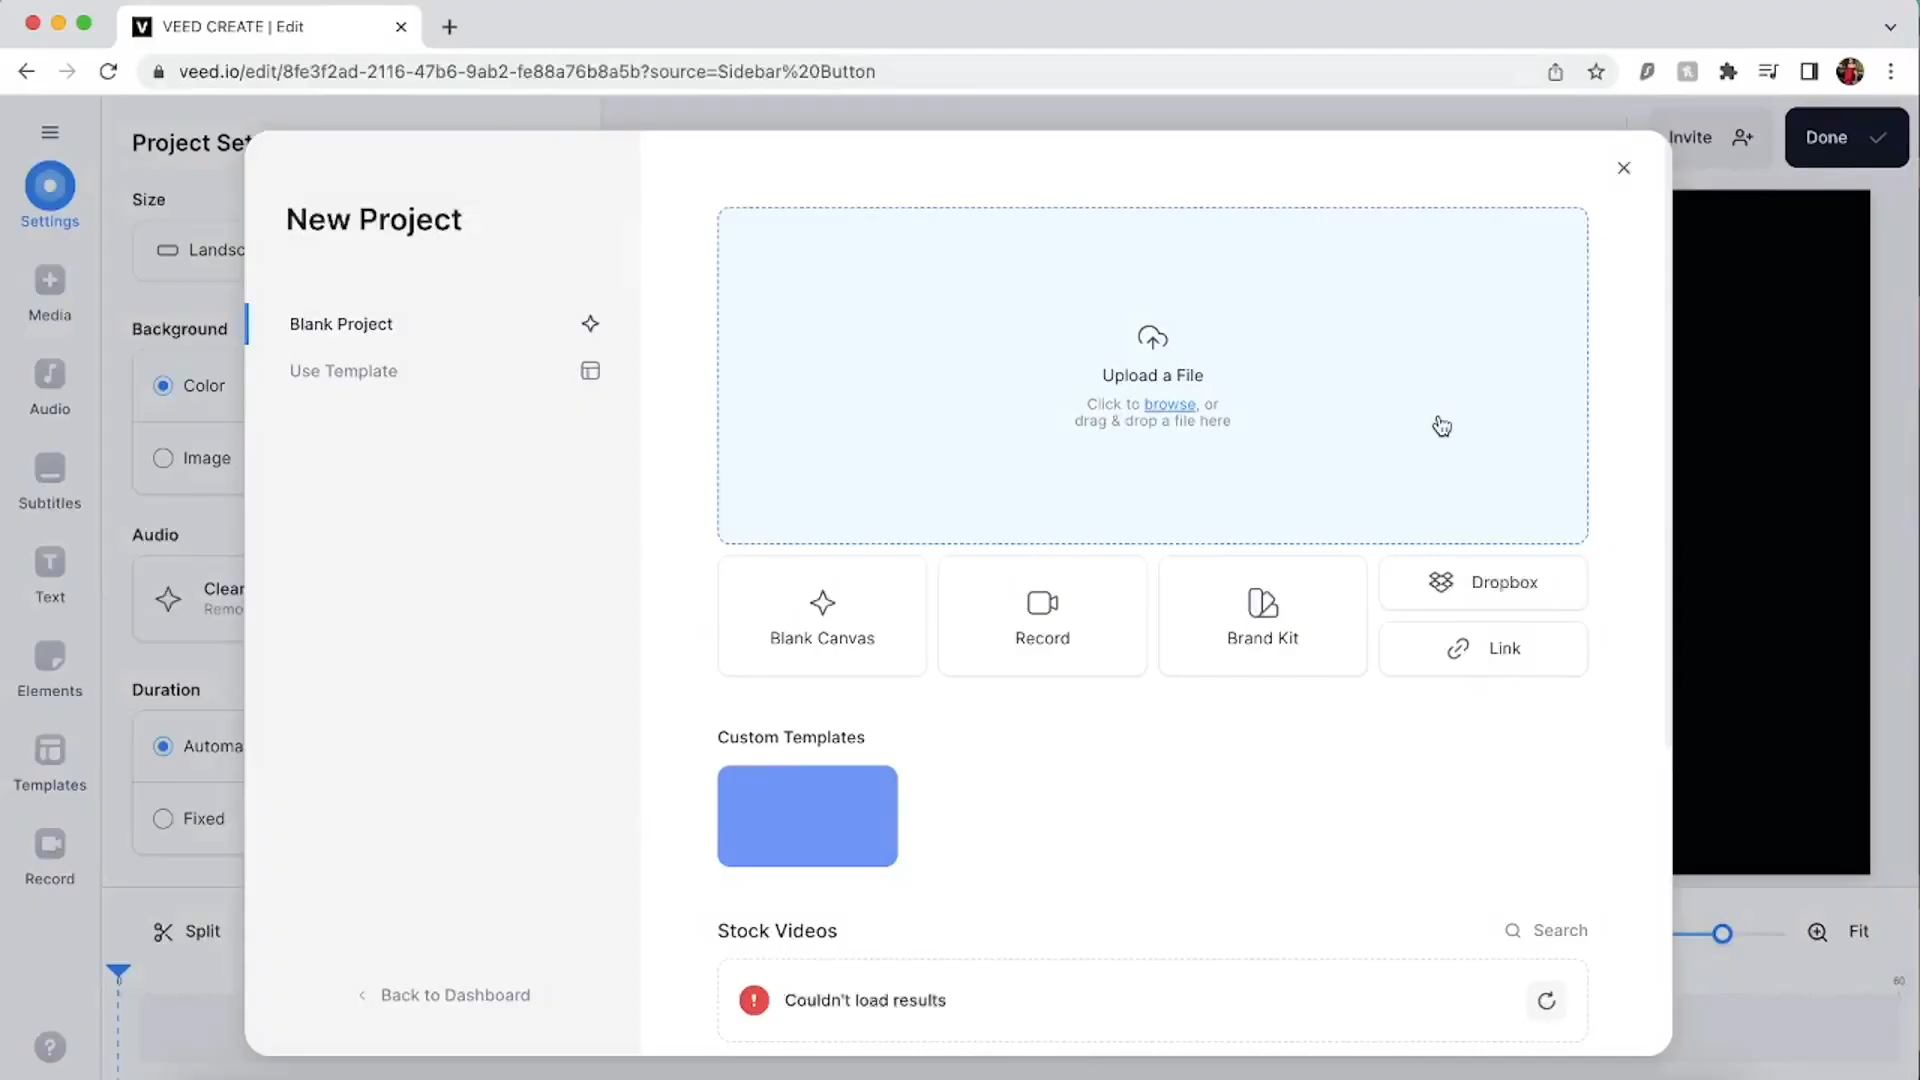 VEED CREATE | Edit
veed.io/edit/8fe3f2ad-2116-47b6-9ab2-fe88a76b8a5b?source=Sidebar%20Button
Project Set
Invite
Done
Settings
Media
Audio
Subtitles
Text
Elements
Templates
Record
Size
Landsc
Background
Color
Image
Audio
Clear
Remo
Duration
Automa
Fixed
New Project
Blank Project
Use Template
Back to Dashboard
Upload a File
Click to browse, or
drag & drop a file here
Blank Canvas
Record
Brand Kit
Dropbox
Link
Custom Templates
Stock Videos
Search
Couldn't load results
Split
Fit
60